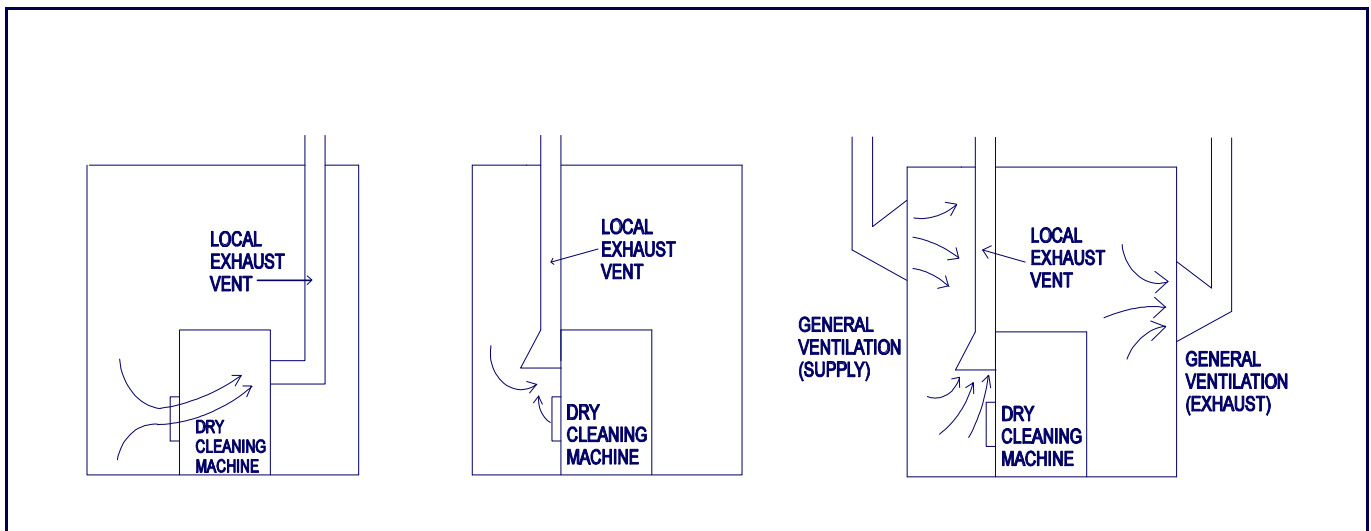 LOCAL
EXHAUST
VENT
DRY
CLEANING
MACHINE
LOCAL
EXHAUST
VENT
DRY
CLEANING
MACHINE
GENERAL
VENTILATION
(SUPPLY)
LOCAL
EXHAUST
VENT
DRY
CLEANING
MACHINE
GENERAL
VENTILATION
(EXHAUST)